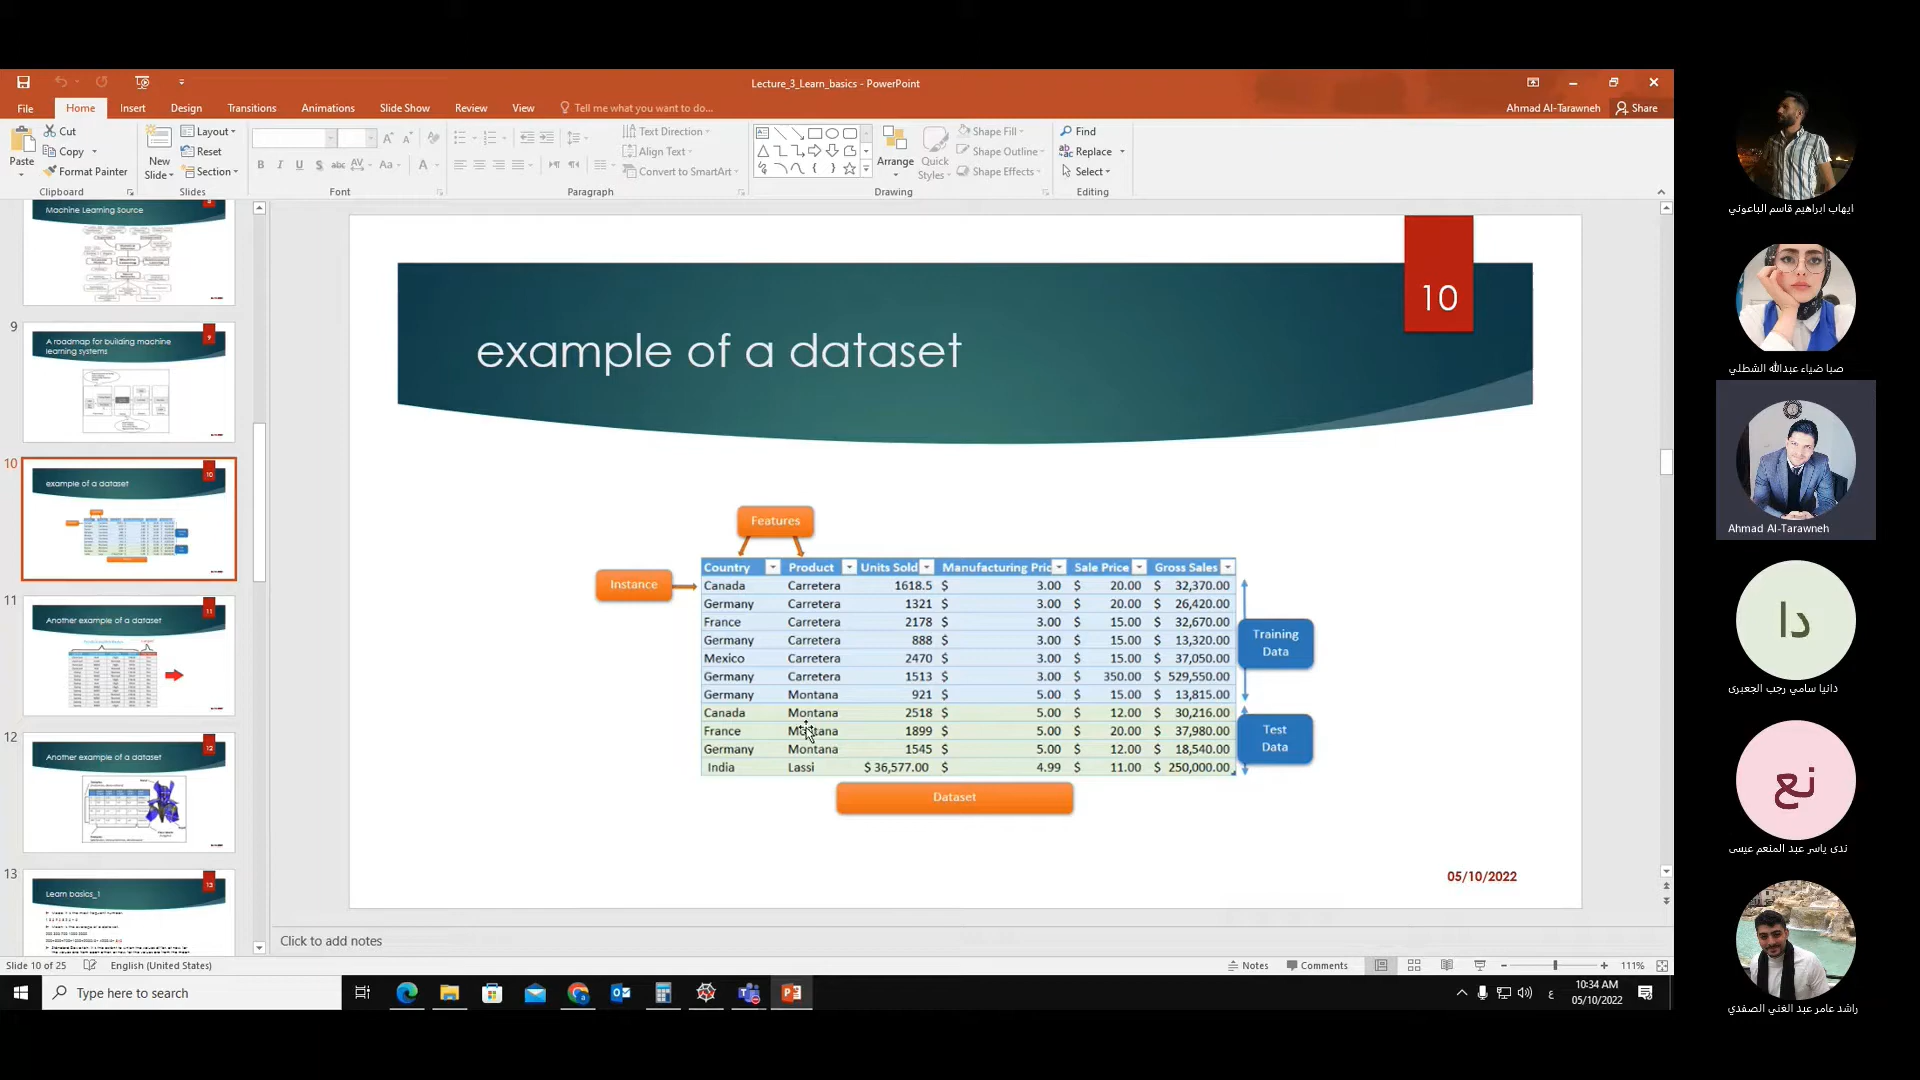 Lecture_3_Learn_basics - PowerPoint
File Home Insert Design Transitions Animations Slide Show Review View Tell me what you want to do...
Ahmad Al-Tarawneh Share
Paste
Cut
Copy
Format Painter
Clipboard
New Slide
Layout
Reset
Section
Slides
Font
Text Direction
Align Text
Convert to SmartArt
Paragraph
Arrange
Quick Styles
Shape Fill
Shape Outline
Shape Effects
Drawing
Find
Replace
Select
Editing
8
Machine Learning Source
9
9
A roadmap for building machine
learning systems
10
10
example of a dataset
11
11
Another example of a dataset
12
12
Another example of a dataset
13
13
Learn basics_1
10
example of a dataset
Features
Instance
Country Product Units Sold Manufacturing Pric Sale Price Gross Sales
Canada Carretera 1618.5 $ 3.00 $ 20.00 $ 32,370.00
Germany Carretera 1321 $ 3.00 $ 20.00 $ 26,420.00
France Carretera 2178 $ 3.00 $ 15.00 $ 32,670.00
Germany Carretera 888 $ 3.00 $ 15.00 $ 13,320.00
Mexico Carretera 2470 $ 3.00 $ 15.00 $ 37,050.00
Germany Carretera 1513 $ 3.00 $ 350.00 $ 529,550.00
Germany Montana 921 $ 5.00 $ 15.00 $ 13,815.00
Canada Montana 2518 $ 5.00 $ 12.00 $ 30,216.00
France Montana 1899 $ 5.00 $ 20.00 $ 37,980.00
Germany Montana 1545 $ 5.00 $ 12.00 $ 18,540.00
India Lassi $ 36,577.00 $ 4.99 $ 11.00 $ 250,000.00
Training
Data
Test
Data
Dataset
05/10/2022
Click to add notes
Slide 10 of 25 English (United States)
Notes Comments 111%
Type here to search
ع
10:34 AM
05/10/2022
ايهاب ابراهيم قاسم الباعوني
صبا ضياء عبدالله الشطلي
Ahmad Al-Tarawneh
دا
دانيا سامي رجب الجعبرى
نع
ندى ياسر عبد المنعم عيسى
راشد عامر عبد الغني الصفدي